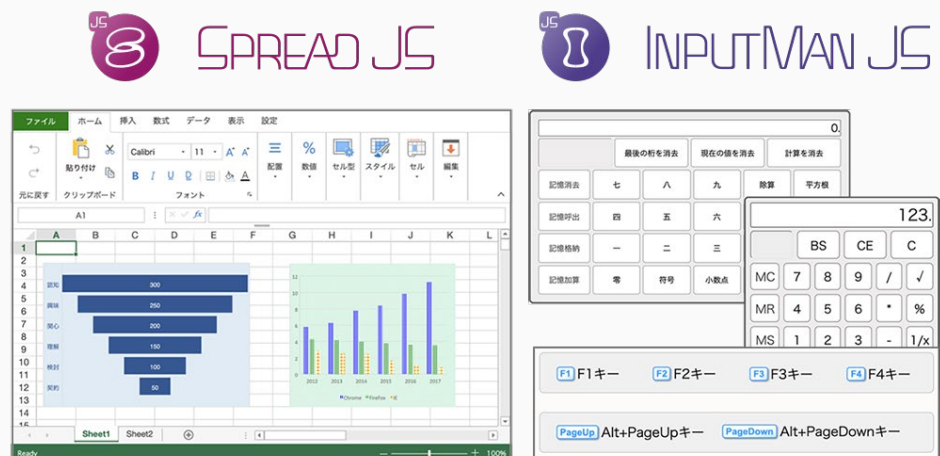 JS SPREAD JS
JS INPUTMAN JS
ファイル ホーム 挿入 数式 データ 表示 設定
貼り付け Calibri 11 A A 配置 数値 セル型 スタイル セル 編集
B I U D A
元に戻す クリップボード フォント
A1 fx
A B C D E F G H I J K L
1
2
3
4
5
6
7
8
9
10
11
12
13
14
15
認知 300
興味 250
関心 200
理解 150
検討 100
契約 50
12
10
8
6
4
2
0
2012 2013 2014 2015 2016 2017
Chrome Firefox IE
Sheet1 Sheet2
Ready 100%
0.
最後の桁を消去 現在の値を消去 計算を消去
記憶消去 七 八 九 除算 平方根
記憶呼出 四 五 六
記憶格納 一 二 三
記憶加算 零 符号 小数点
123.
BS CE C
MC 7 8 9 / √
MR 4 5 6 * %
MS 1 2 3 - 1/x
F1 F1キー F2 F2キー F3 F3キー F4 F4キー
PageUp Alt+PageUpキー PageDown Alt+PageDownキー